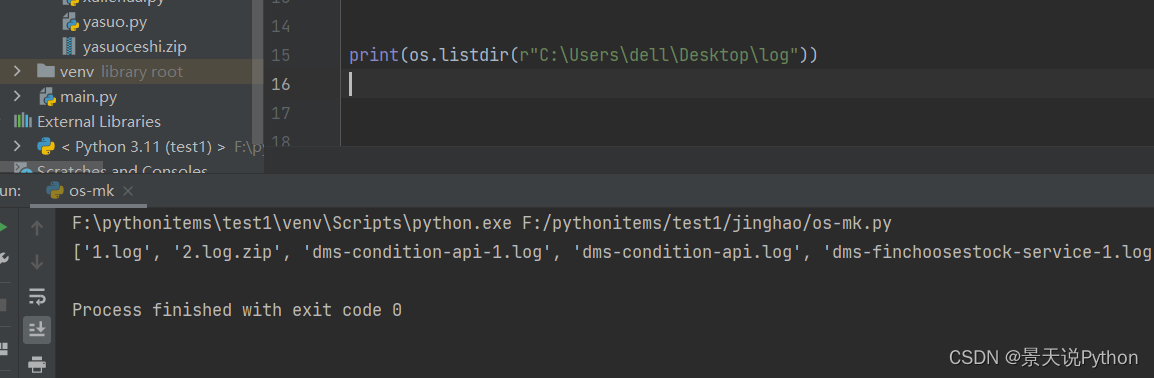 yasuo.py
yasuoceshi.zip
venv library root
main.py
External Libraries
< Python 3.11 (test1) >
Scratches and Consoles
14
15 print(os.listdir(r"C:\Users\dell\Desktop\log"))
16
17
18
un: os-mk
F:\pythonitems\test1\venv\Scripts\python.exe F:/pythonitems/test1/jinghao/os-mk.py
['1.log', '2.log.zip', 'dms-condition-api-1.log', 'dms-condition-api.log', 'dms-finchoosestock-service-1.log
Process finished with exit code 0
CSDN @景天说Python